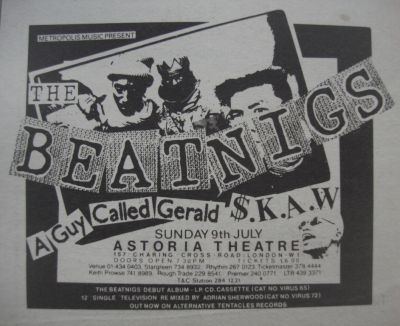 METROPOLIS MUSIC PRESENT
THE
BEATNIGS
A Guy Called Gerald $.K.A.W
SUNDAY 9th JULY
ASTORIA THEATRE
157 CHARING CROSS ROAD LONDON W1
DOORS OPEN 7.30PM TICKETS £6.00
Venue 01-434 0403, Stargreen 734 8932, Rhythm 267 0123 Ticketmaster 379 4444
Keith Prowse 741 8989, Rough Trade 229 8541, Premier 240 0771 LTB 439 3371
T&C Station 284 1221
THE BEATNIGS DEBUT ALBUM - LP. CD. CASSETTE (CAT NO. VIRUS 65)
12 SINGLE TELEVISION RE MIXED BY ADRIAN SHERWOOD (CAT NO. VIRUS 72)
OUT NOW ON ALTERNATIVE TENTACLES RECORDS